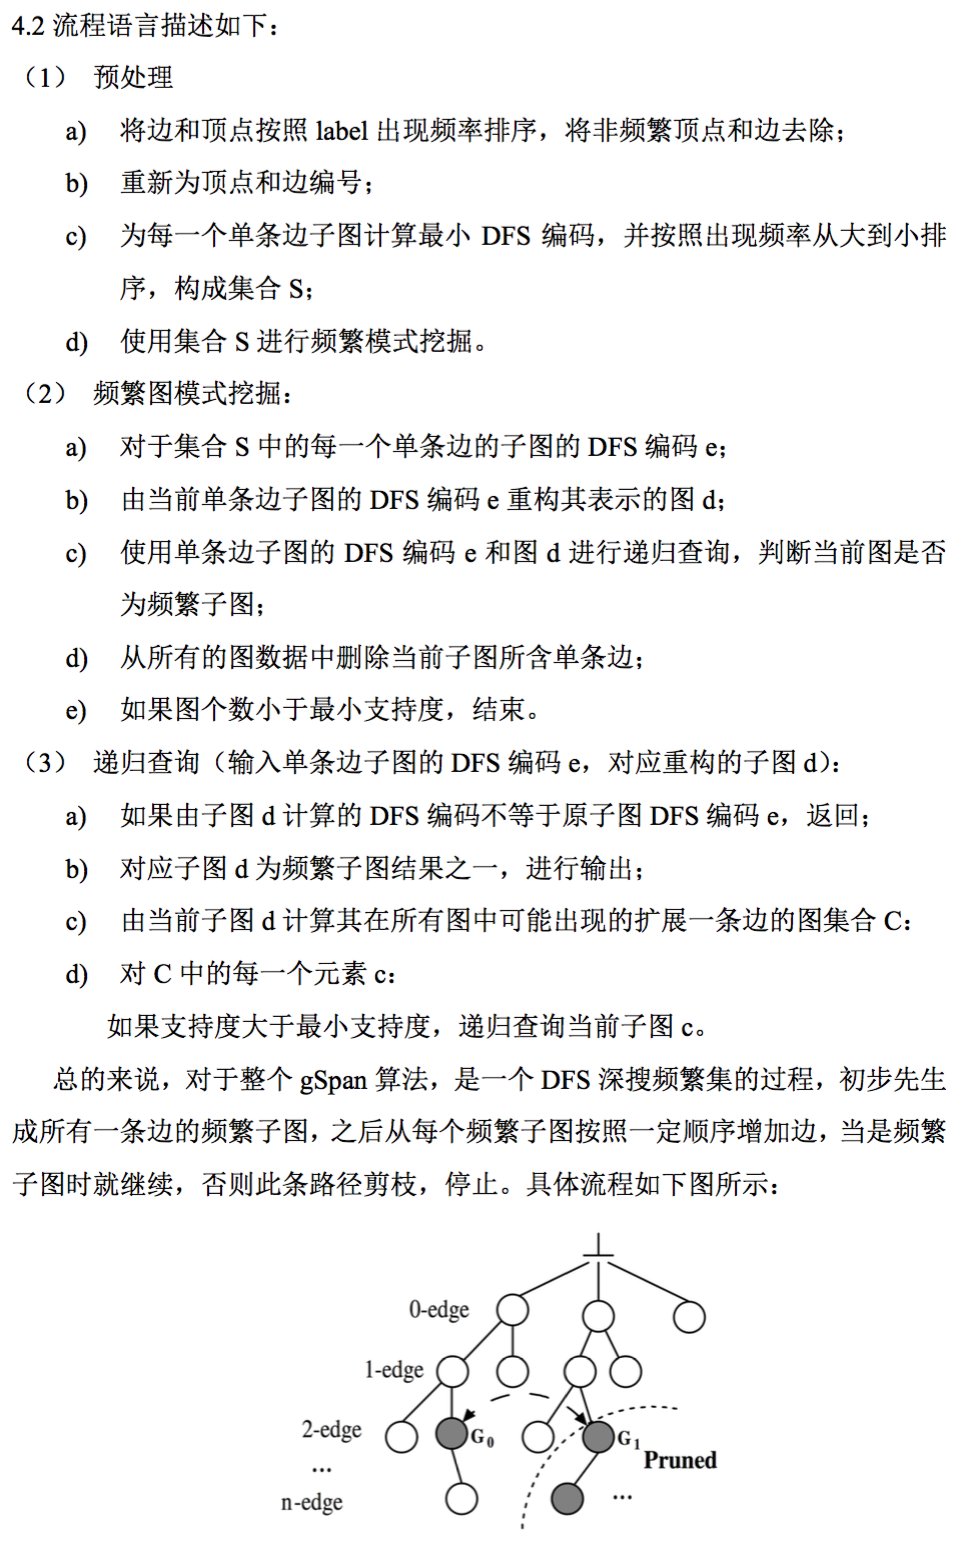 4.2 流程语言描述如下：
（1） 预处理
a) 将边和顶点按照 label 出现频率排序，将非频繁顶点和边去除；
b) 重新为顶点和边编号；
c) 为每一个单条边子图计算最小 DFS 编码，并按照出现频率从大到小排
序，构成集合 S；
d) 使用集合 S 进行频繁模式挖掘。
（2） 频繁图模式挖掘：
a) 对于集合 S 中的每一个单条边的子图的 DFS 编码 e；
b) 由当前单条边子图的 DFS 编码 e 重构其表示的图 d；
c) 使用单条边子图的 DFS 编码 e 和图 d 进行递归查询，判断当前图是否
为频繁子图；
d) 从所有的图数据中删除当前子图所含单条边；
e) 如果图个数小于最小支持度，结束。
（3） 递归查询（输入单条边子图的 DFS 编码 e，对应重构的子图 d）：
a) 如果由子图 d 计算的 DFS 编码不等于原子图 DFS 编码 e，返回；
b) 对应子图 d 为频繁子图结果之一，进行输出；
c) 由当前子图 d 计算其在所有图中可能出现的扩展一条边的图集合 C：
d) 对 C 中的每一个元素 c：
如果支持度大于最小支持度，递归查询当前子图 c。
总的来说，对于整个 gSpan 算法，是一个 DFS 深搜频繁集的过程，初步先生
成所有一条边的频繁子图，之后从每个频繁子图按照一定顺序增加边，当是频繁
子图时就继续，否则此条路径剪枝，停止。具体流程如下图所示：
0-edge
1-edge
2-edge
G0
G1
Pruned
...
n-edge
...